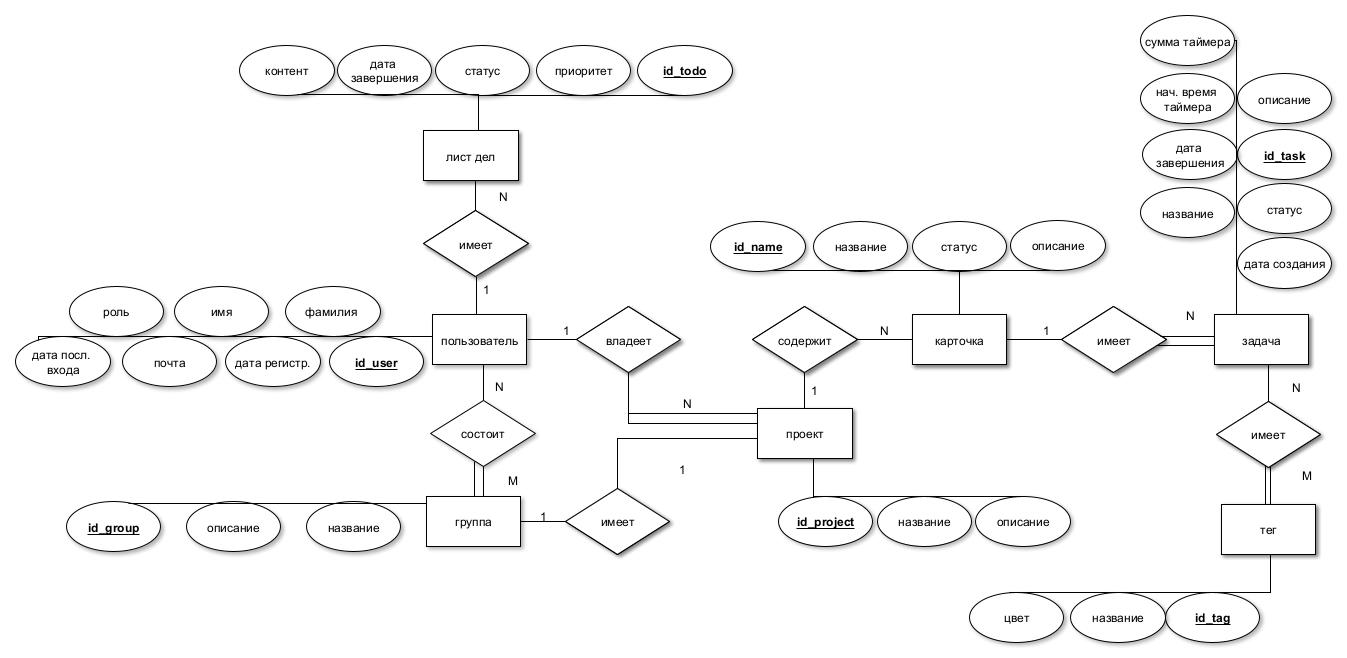 сумма таймера
контент
дата
завершения
статус
приоритет
id_todo
нач. время
таймера
описание
лист дел
дата
завершения
id_task
N
название
статус
имеет
id_name
название
статус
описание
дата создания
1
роль
имя
фамилия
пользователь
1
владеет
содержит
N
карточка
1
имеет
N
задача
дата посл.
входа
почта
дата регистр.
id_user
N
N
1
N
состоит
проект
имеет
1
M
M
id_group
описание
название
группа
1
имеет
id_project
название
описание
тег
цвет
название
id_tag